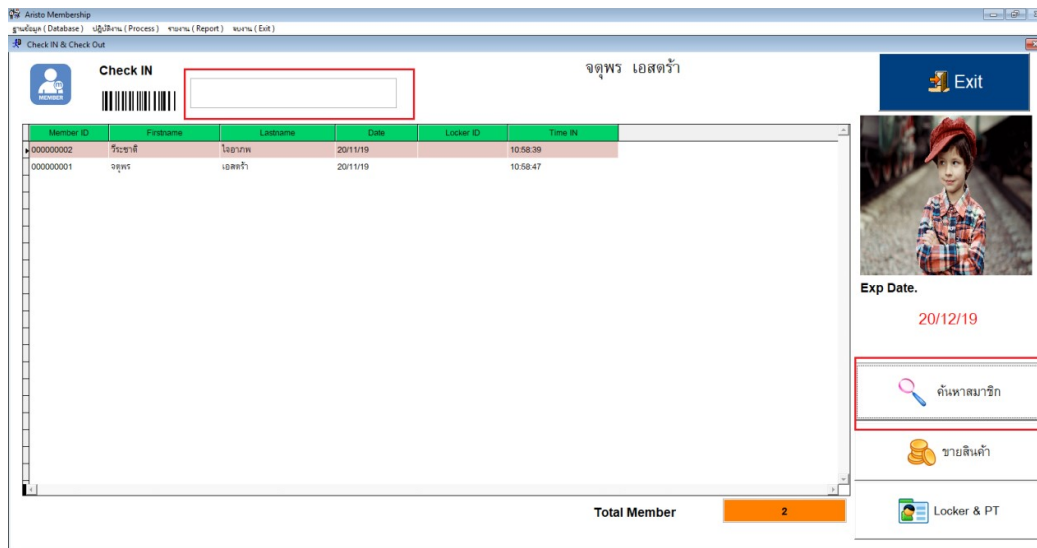 Aristo Membership
ฐานข้อมูล ( Database ) ปฏิบัติงาน ( Process ) รายงาน ( Report ) จบงาน ( Exit )
Check IN & Check Out
Check IN
จตุพร เอสตร้า
Exit
MEMBER
Member ID Firstname Lastname Date Locker ID Time IN
000000002 วีระชาติ ใจอาภพ 20/11/19 10:58:39
000000001 จตุพร เอสตร้า 20/11/19 10:58:47
Exp Date.
20/12/19
ค้นหาสมาชิก
ขายสินค้า
Locker & PT
Total Member 2